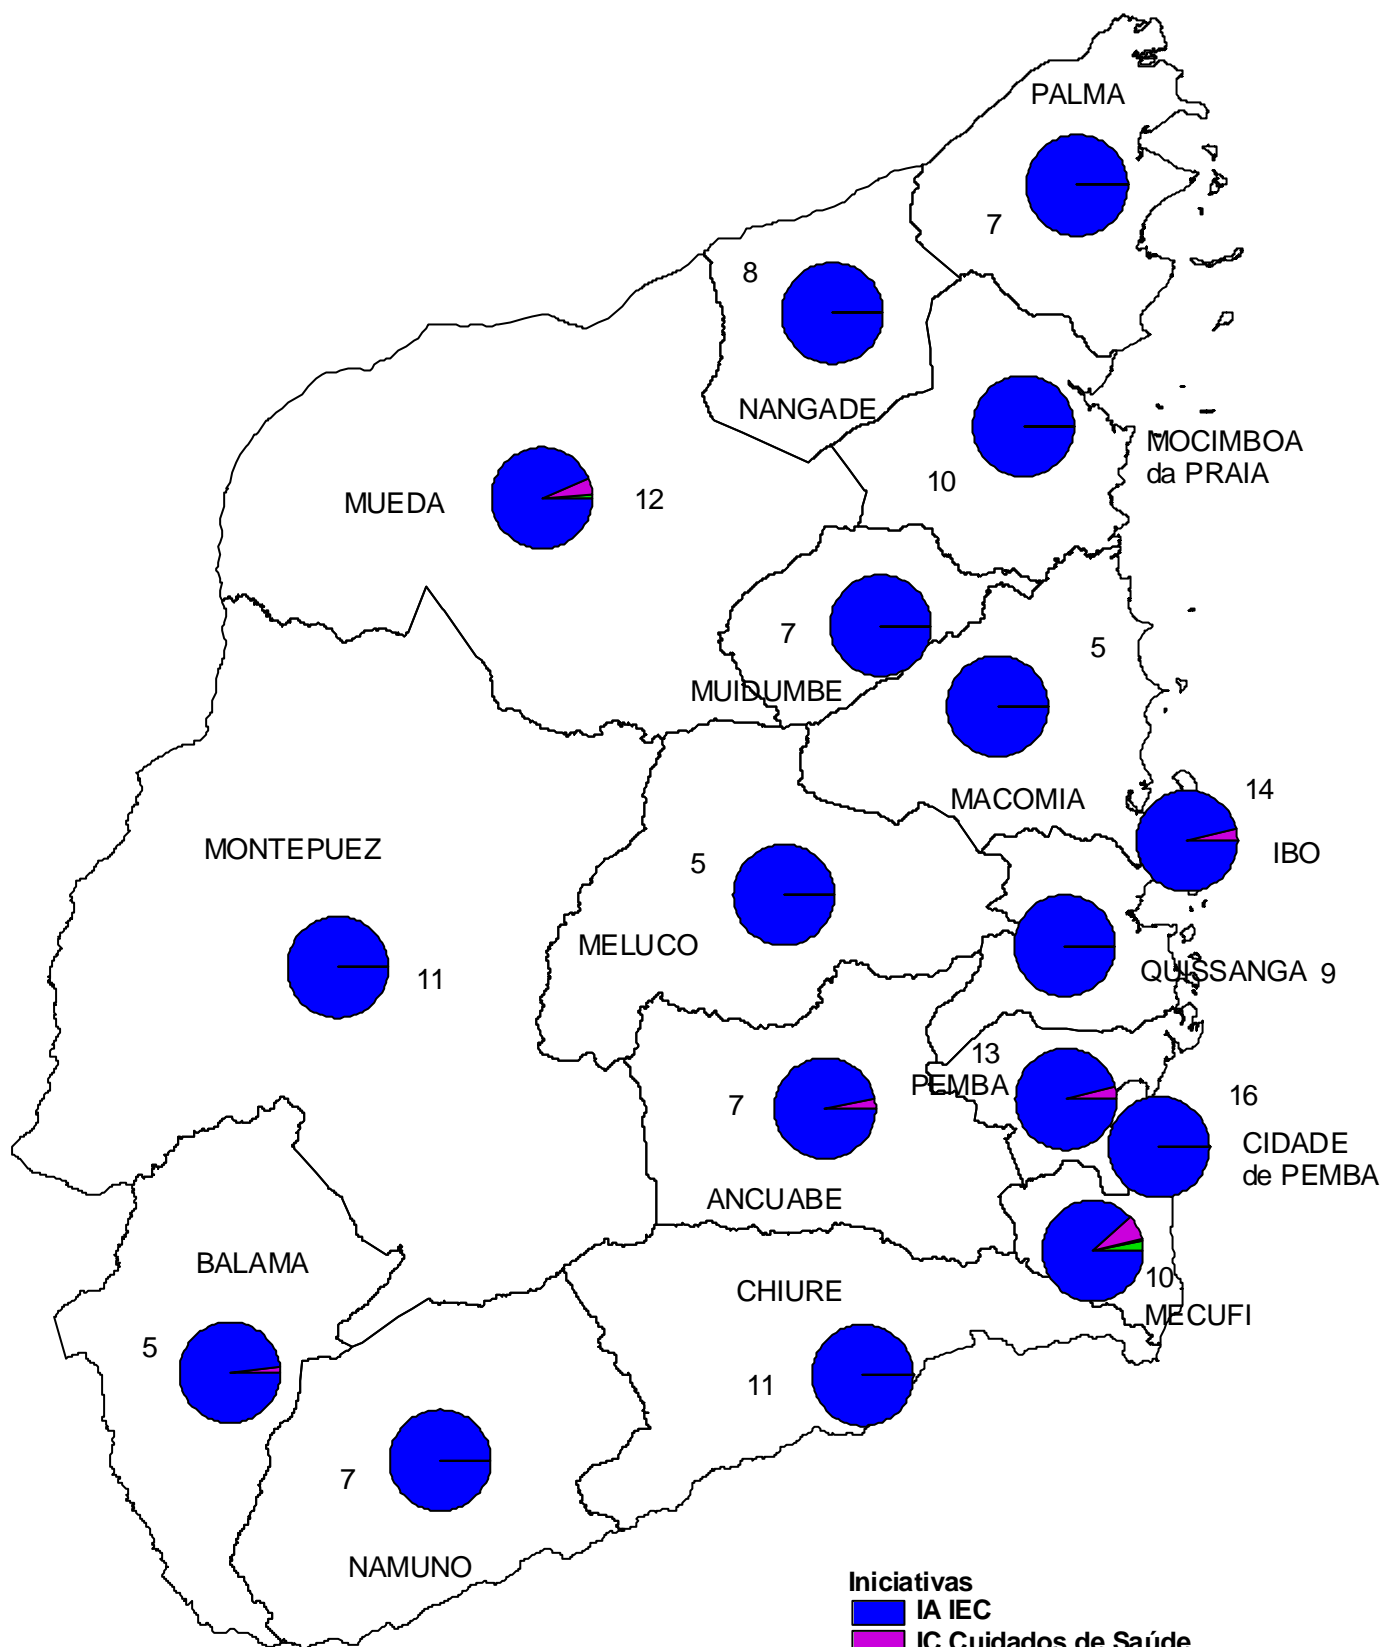 PALMA
7
8
NANGADE
MOCIMBOA
da PRAIA
10
MUEDA
12
7
MUIDUMBE
5
MACOMIA
14
IBO
MONTEPUEZ
5
MELUCO
11
QUISSANGA 9
13
PEMBA
7
ANCUABE
16
CIDADE
de PEMBA
BALAMA
5
CHIURE
10
MECUFI
11
7
NAMUNO
Iniciativas
IA IEC
IC Cuidados de Saúde